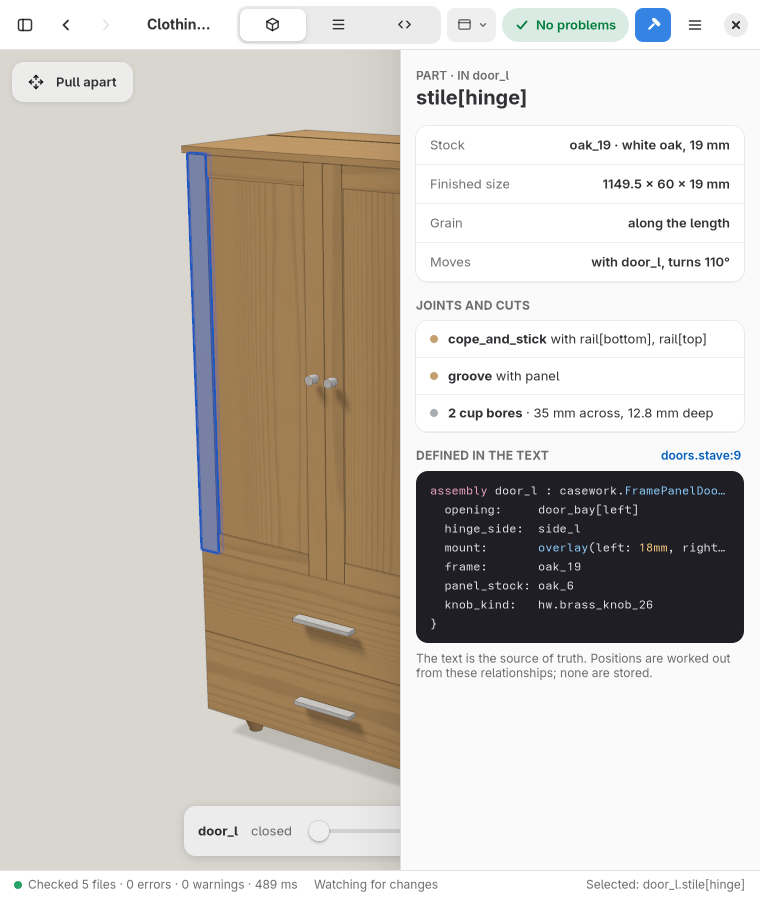 Clothin…
No problems
Pull apart
PART · IN door_l
stile[hinge]
Stock oak_19 · white oak, 19 mm
Finished size 1149.5 × 60 × 19 mm
Grain along the length
Moves with door_l, turns 110°
JOINTS AND CUTS
cope_and_stick with rail[bottom], rail[top]
groove with panel
2 cup bores · 35 mm across, 12.8 mm deep
DEFINED IN THE TEXT doors.stave:9
assembly door_l : casework.FramePanelDoo…
opening: door_bay[left]
hinge_side: side_l
mount: overlay(left: 18mm, right…
frame: oak_19
panel_stock: oak_6
knob_kind: hw.brass_knob_26
}
The text is the source of truth. Positions are worked out
from these relationships; none are stored.
door_l closed
Checked 5 files · 0 errors · 0 warnings · 489 ms Watching for changes Selected: door_l.stile[hinge]